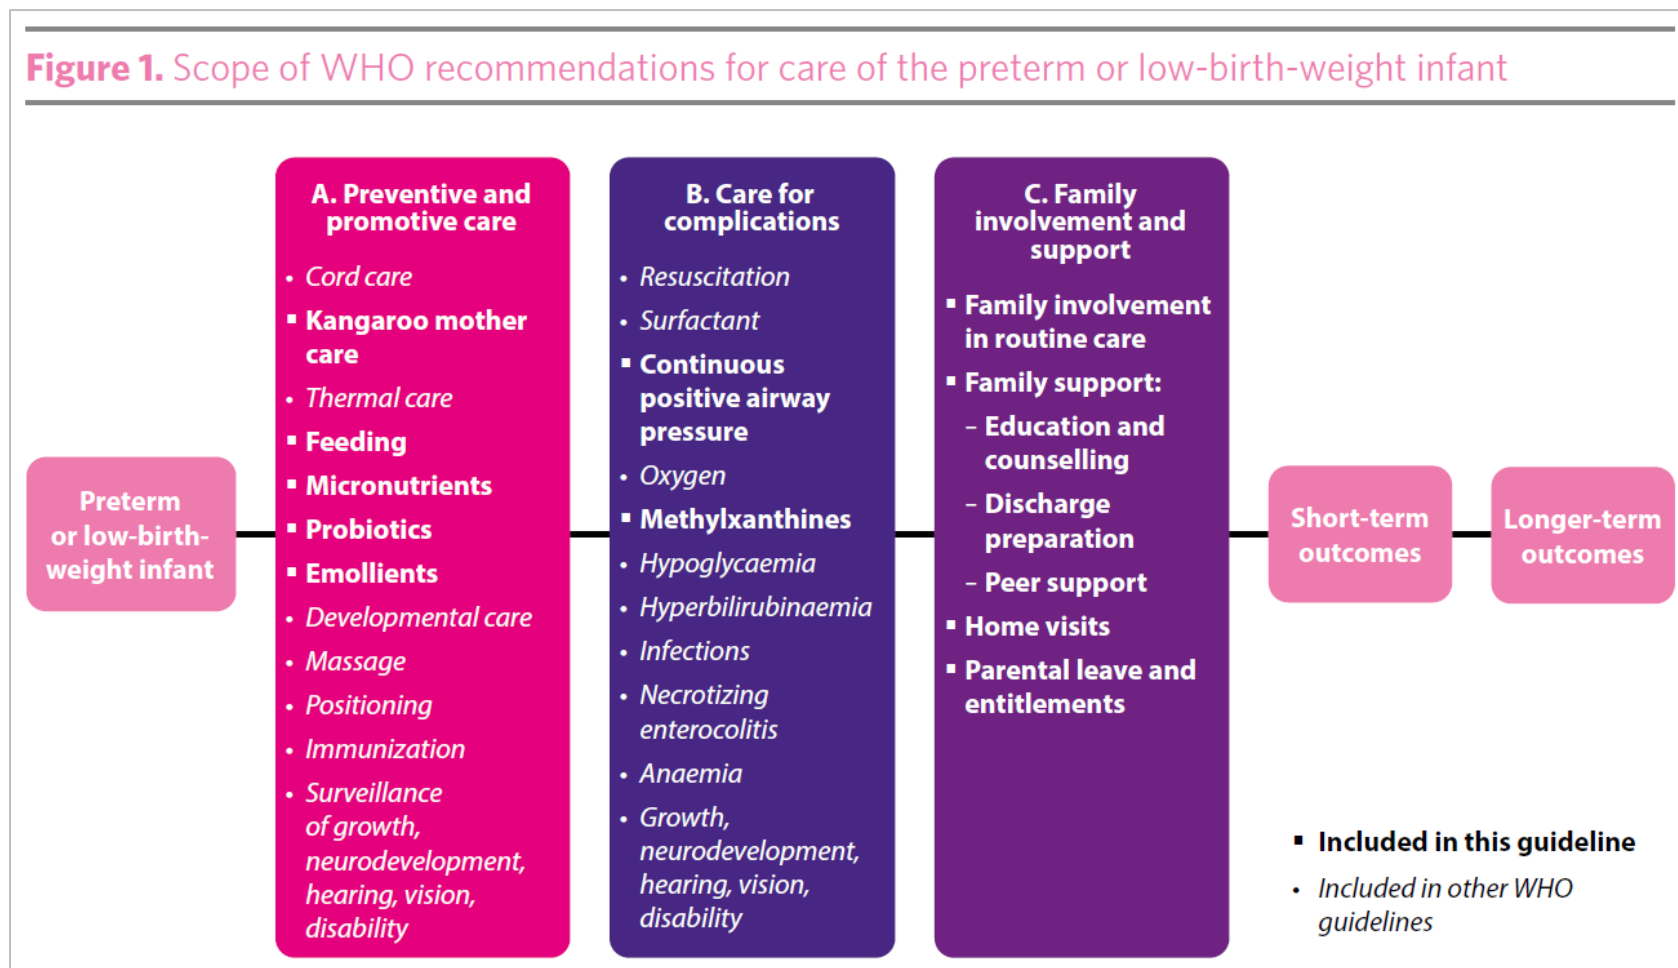 Figure 1. Scope of WHO recommendations for care of the preterm or low-birth-weight infant
Preterm
or low-birth-
weight infant
A. Preventive and
promotive care
• Cord care
▪ Kangaroo mother
care
• Thermal care
▪ Feeding
▪ Micronutrients
▪ Probiotics
▪ Emollients
• Developmental care
• Massage
• Positioning
• Immunization
• Surveillance
of growth,
neurodevelopment,
hearing, vision,
disability
B. Care for
complications
• Resuscitation
• Surfactant
▪ Continuous
positive airway
pressure
• Oxygen
▪ Methylxanthines
• Hypoglycaemia
• Hyperbilirubinaemia
• Infections
• Necrotizing
enterocolitis
• Anaemia
• Growth,
neurodevelopment,
hearing, vision,
disability
C. Family
involvement and
support
▪ Family involvement
in routine care
▪ Family support:
– Education and
counselling
– Discharge
preparation
– Peer support
▪ Home visits
▪ Parental leave and
entitlements
Short-term
outcomes
Longer-term
outcomes
▪ Included in this guideline
• Included in other WHO
guidelines